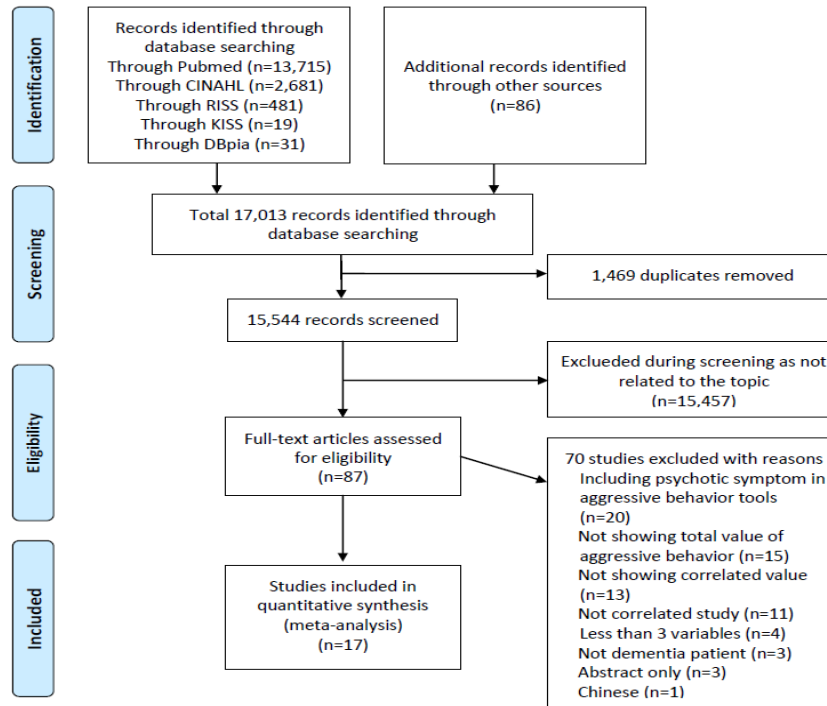 Identification
Records identified through
database searching
Through Pubmed (n=13,715)
Through CINAHL (n=2,681)
Through RISS (n=481)
Through KISS (n=19)
Through DBpia (n=31)
Additional records identified
through other sources
(n=86)
Screening
Total 17,013 records identified through
database searching
1,469 duplicates removed
15,544 records screened
Eligibility
Exclueded during screening as not
related to the topic
(n=15,457)
Full-text articles assessed
for eligibility
(n=87)
70 studies excluded with reasons
Including psychotic symptom in
aggressive behavior tools
(n=20)
Not showing total value of
aggressive behavior (n=15)
Not showing correlated value
(n=13)
Not correlated study (n=11)
Less than 3 variables (n=4)
Not dementia patient (n=3)
Abstract only (n=3)
Chinese (n=1)
Included
Studies included in
quantitative synthesis
(meta-analysis)
(n=17)